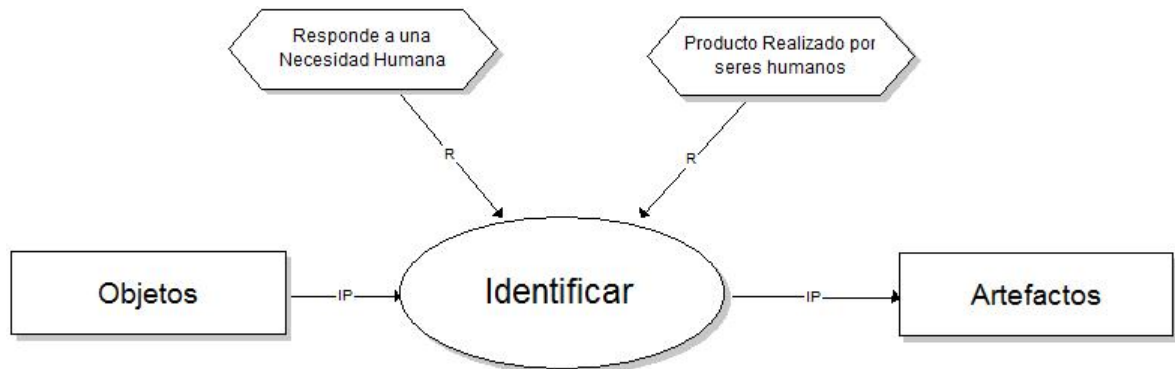 Responde a una
Necesidad Humana
Producto Realizado por
seres humanos
R
R
Objetos
IP
Identificar
IP
Artefactos